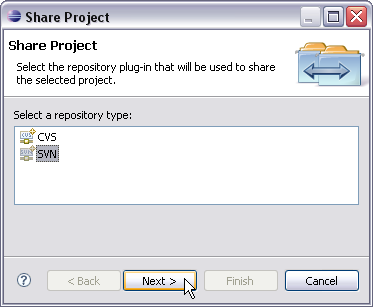 Share Project
Share Project
Select the repository plug-in that will be used to share
the selected project.
Select a repository type:
CVS
SVN
< Back
Next >
Finish
Cancel